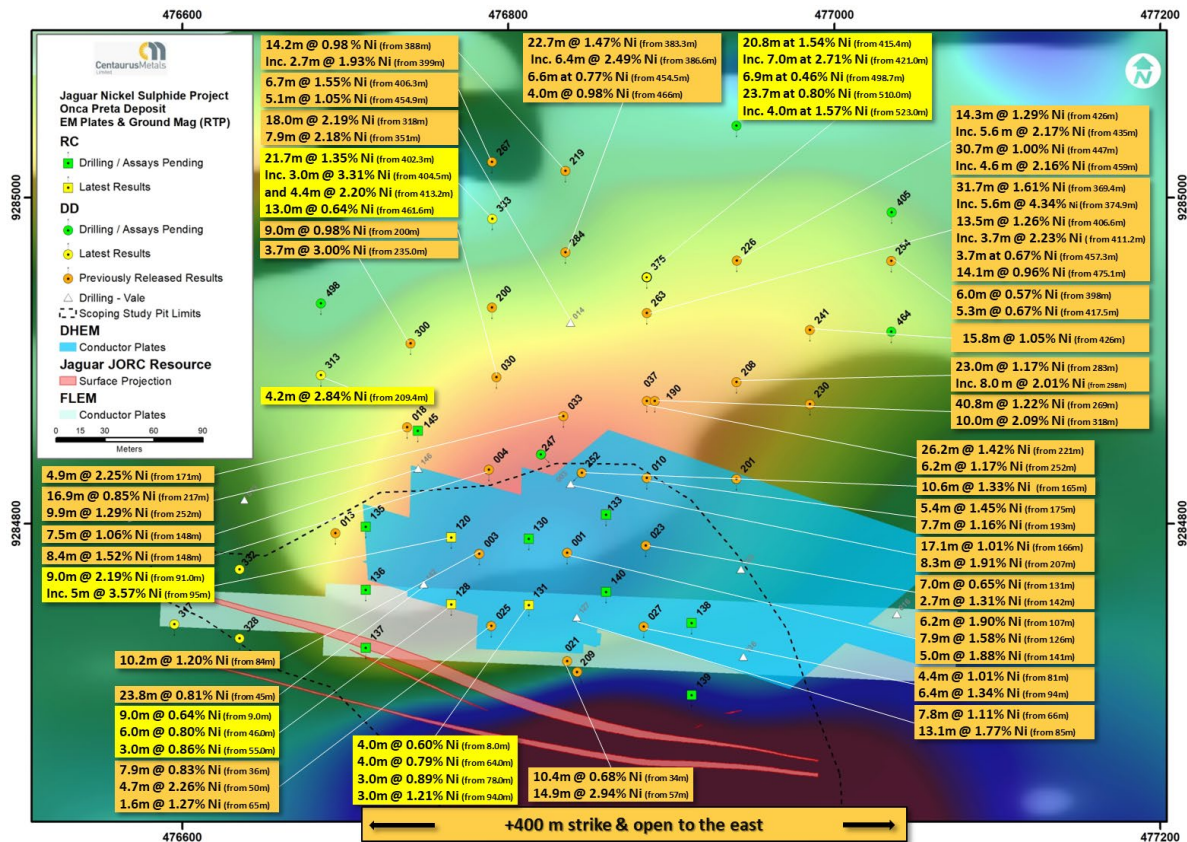 476600
476800
477000
477200
Centaurus Metals
LIMITED
Jaguar Nickel Sulphide Project
Onca Preta Deposit
EM Plates & Ground Mag (RTP)
RC
Drilling / Assays Pending
Latest Results
DD
Drilling / Assays Pending
Latest Results
Previously Released Results
Drilling - Vale
Scoping Study Pit Limits
DHEM
Conductor Plates
Jaguar JORC Resource
Surface Projection
FLEM
Conductor Plates
0 15 30 60 90
Meters
14.2m @ 0.98 % Ni (from 388m)
Inc. 2.7m @ 1.93% Ni (from 399m)
6.7m @ 1.55% Ni (from 406.3m)
5.1m @ 1.05% Ni (from 454.9m)
18.0m @ 2.19% Ni (from 318m)
7.9m @ 2.18% Ni (from 351m)
21.7m @ 1.35% Ni (from 402.3m)
Inc. 3.0m @ 3.31% Ni (from 404.5m)
and 4.4m @ 2.20% Ni (from 413.2m)
13.0m @ 0.64% Ni (from 461.6m)
9.0m @ 0.98% Ni (from 200m)
3.7m @ 3.00% Ni (from 235.0m)
22.7m @ 1.47% Ni (from 383.3m)
Inc. 6.4m @ 2.49% Ni (from 386.6m)
6.6m at 0.77% Ni (from 454.5m)
4.0m @ 0.98% Ni (from 466m)
20.8m at 1.54% Ni (from 415.4m)
Inc. 7.0m at 2.71% Ni (from 421.0m)
6.9m at 0.46% Ni (from 498.7m)
23.7m at 0.80% Ni (from 510.0m)
Inc. 4.0m at 1.57% Ni (from 523.0m)
N
14.3m @ 1.29% Ni (from 426m)
Inc. 5.6 m @ 2.17% Ni (from 435m)
30.7m @ 1.00% Ni (from 447m)
Inc. 4.6 m @ 2.16% Ni (from 459m)
31.7m @ 1.61% Ni (from 369.4m)
Inc. 5.6m @ 4.34% Ni (from 374.9m)
13.5m @ 1.26% Ni (from 406.6m)
Inc. 3.7m @ 2.23% Ni (from 411.2m)
3.7m at 0.67% Ni (from 457.3m)
14.1m @ 0.96% Ni (from 475.1m)
6.0m @ 0.57% Ni (from 398m)
5.3m @ 0.67% Ni (from 417.5m)
15.8m @ 1.05% Ni (from 426m)
23.0m @ 1.17% Ni (from 283m)
Inc. 8.0 m @ 2.01% Ni (from 298m)
40.8m @ 1.22% Ni (from 269m)
10.0m @ 2.09% Ni (from 318m)
26.2m @ 1.42% Ni (from 221m)
6.2m @ 1.17% Ni (from 252m)
10.6m @ 1.33% Ni (from 165m)
5.4m @ 1.45% Ni (from 175m)
7.7m @ 1.16% Ni (from 193m)
17.1m @ 1.01% Ni (from 166m)
8.3m @ 1.91% Ni (from 207m)
7.0m @ 0.65% Ni (from 131m)
2.7m @ 1.31% Ni (from 142m)
6.2m @ 1.90% Ni (from 107m)
7.9m @ 1.58% Ni (from 126m)
5.0m @ 1.88% Ni (from 141m)
4.4m @ 1.01% Ni (from 81m)
6.4m @ 1.34% Ni (from 94m)
7.8m @ 1.11% Ni (from 66m)
13.1m @ 1.77% Ni (from 85m)
9285000
9285000
267
219
333
284
405
226
254
375
498
200
014
263
241
464
300
313
030
208
037
190
230
4.2m @ 2.84% Ni (from 209.4m)
018
145
033
247
146
004
252
010
201
4.9m @ 2.25% Ni (from 171m)
16.9m @ 0.85% Ni (from 217m)
9.9m @ 1.29% Ni (from 252m)
7.5m @ 1.06% Ni (from 148m)
8.4m @ 1.52% Ni (from 148m)
9.0m @ 2.19% Ni (from 91.0m)
Inc. 5m @ 3.57% Ni (from 95m)
9284800
9284800
013
135
120
130
133
003
001
023
332
136
128
131
140
317
328
025
127
027
138
137
021
209
139
10.2m @ 1.20% Ni (from 84m)
23.8m @ 0.81% Ni (from 45m)
9.0m @ 0.64% Ni (from 9.0m)
6.0m @ 0.80% Ni (from 46.0m)
3.0m @ 0.86% Ni (from 55.0m)
7.9m @ 0.83% Ni (from 36m)
4.7m @ 2.26% Ni (from 50m)
1.6m @ 1.27% Ni (from 65m)
4.0m @ 0.60% Ni (from 8.0m)
4.0m @ 0.79% Ni (from 64.0m)
3.0m @ 0.89% Ni (from 78.0m)
3.0m @ 1.21% Ni (from 94.0m)
10.4m @ 0.68% Ni (from 34m)
14.9m @ 2.94% Ni (from 57m)
+400 m strike & open to the east
476600
476800
477000
477200